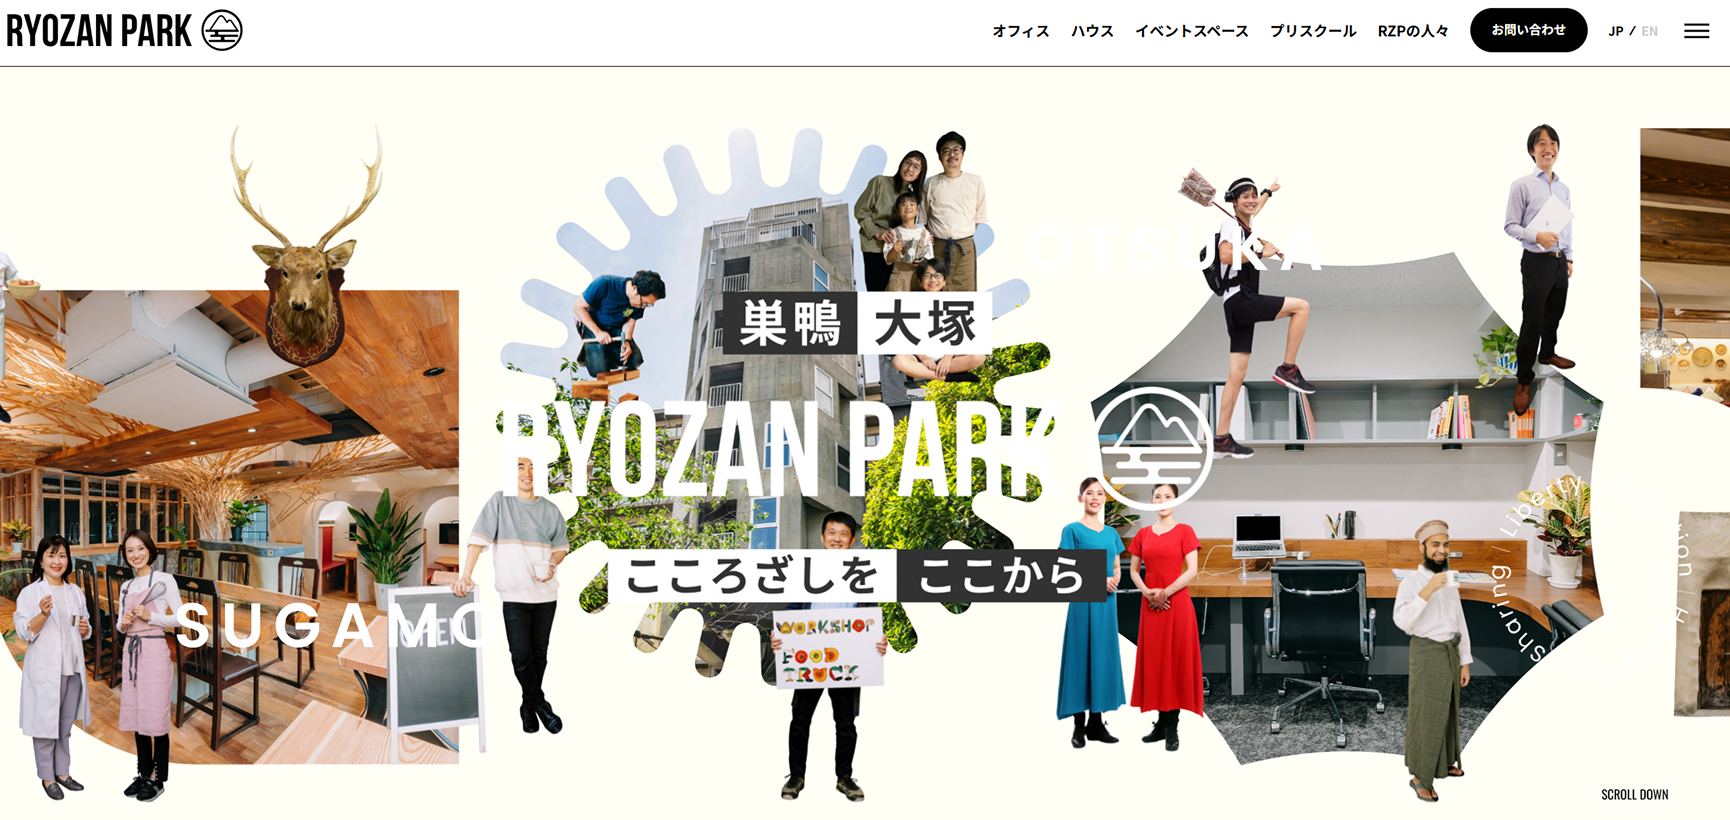 RYOZAN PARK
オフィス ハウス イベントスペース プリスクール RZPの人々 お問い合わせ JP / EN
OTSUKA
巣鴨 大塚
RYOZAN PARK
こころざしを ここから
SUGAMO
OPEN
WORKSHOP
FOOD
TRUCK
Sharing / Liberty
SCROLL DOWN